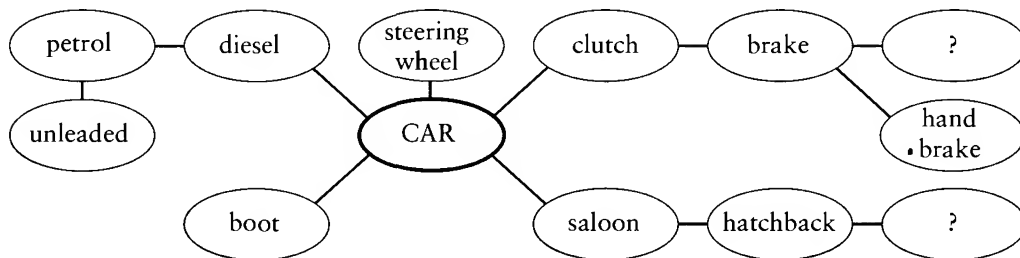 petrol
diesel
steering
wheel
clutch
brake
?
unleaded
CAR
hand
brake
boot
saloon
hatchback
?